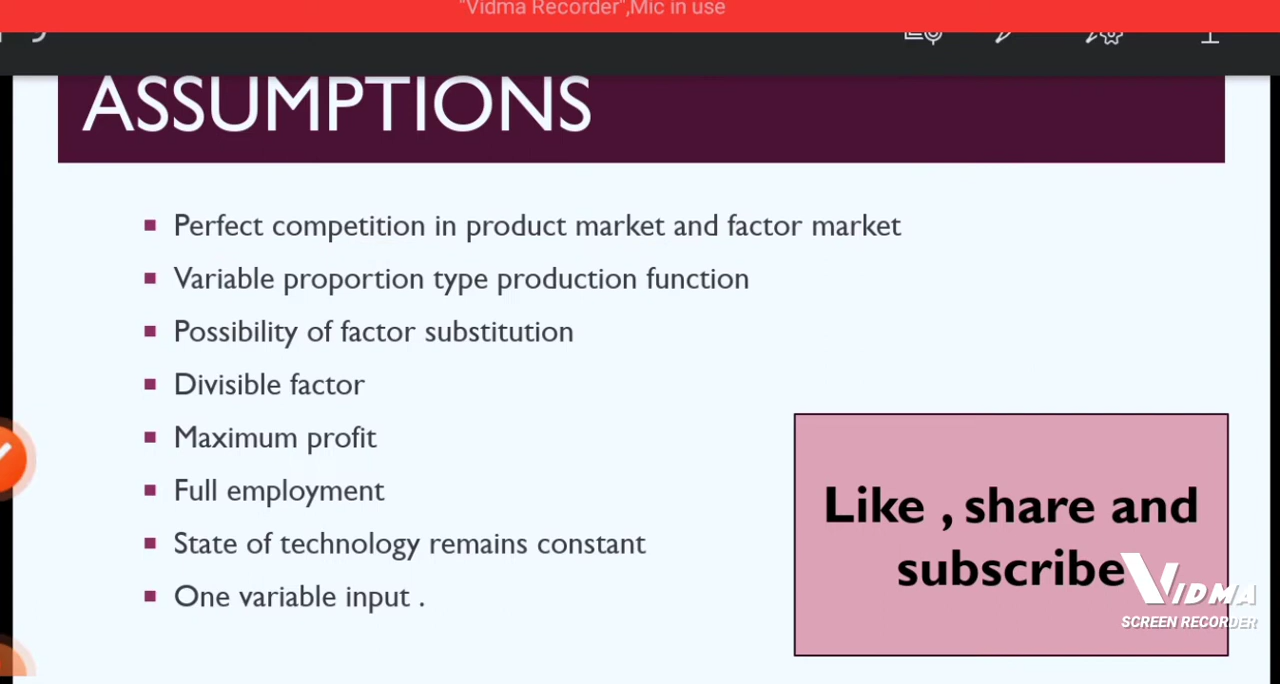 "Vidma Recorder",Mic in use
ASSUMPTIONS
Perfect competition in product market and factor market
Variable proportion type production function
Possibility of factor substitution
Divisible factor
Maximum profit
Full employment
State of technology remains constant
One variable input .
Like , share and
subscribe
VIDMA
SCREEN RECORDER